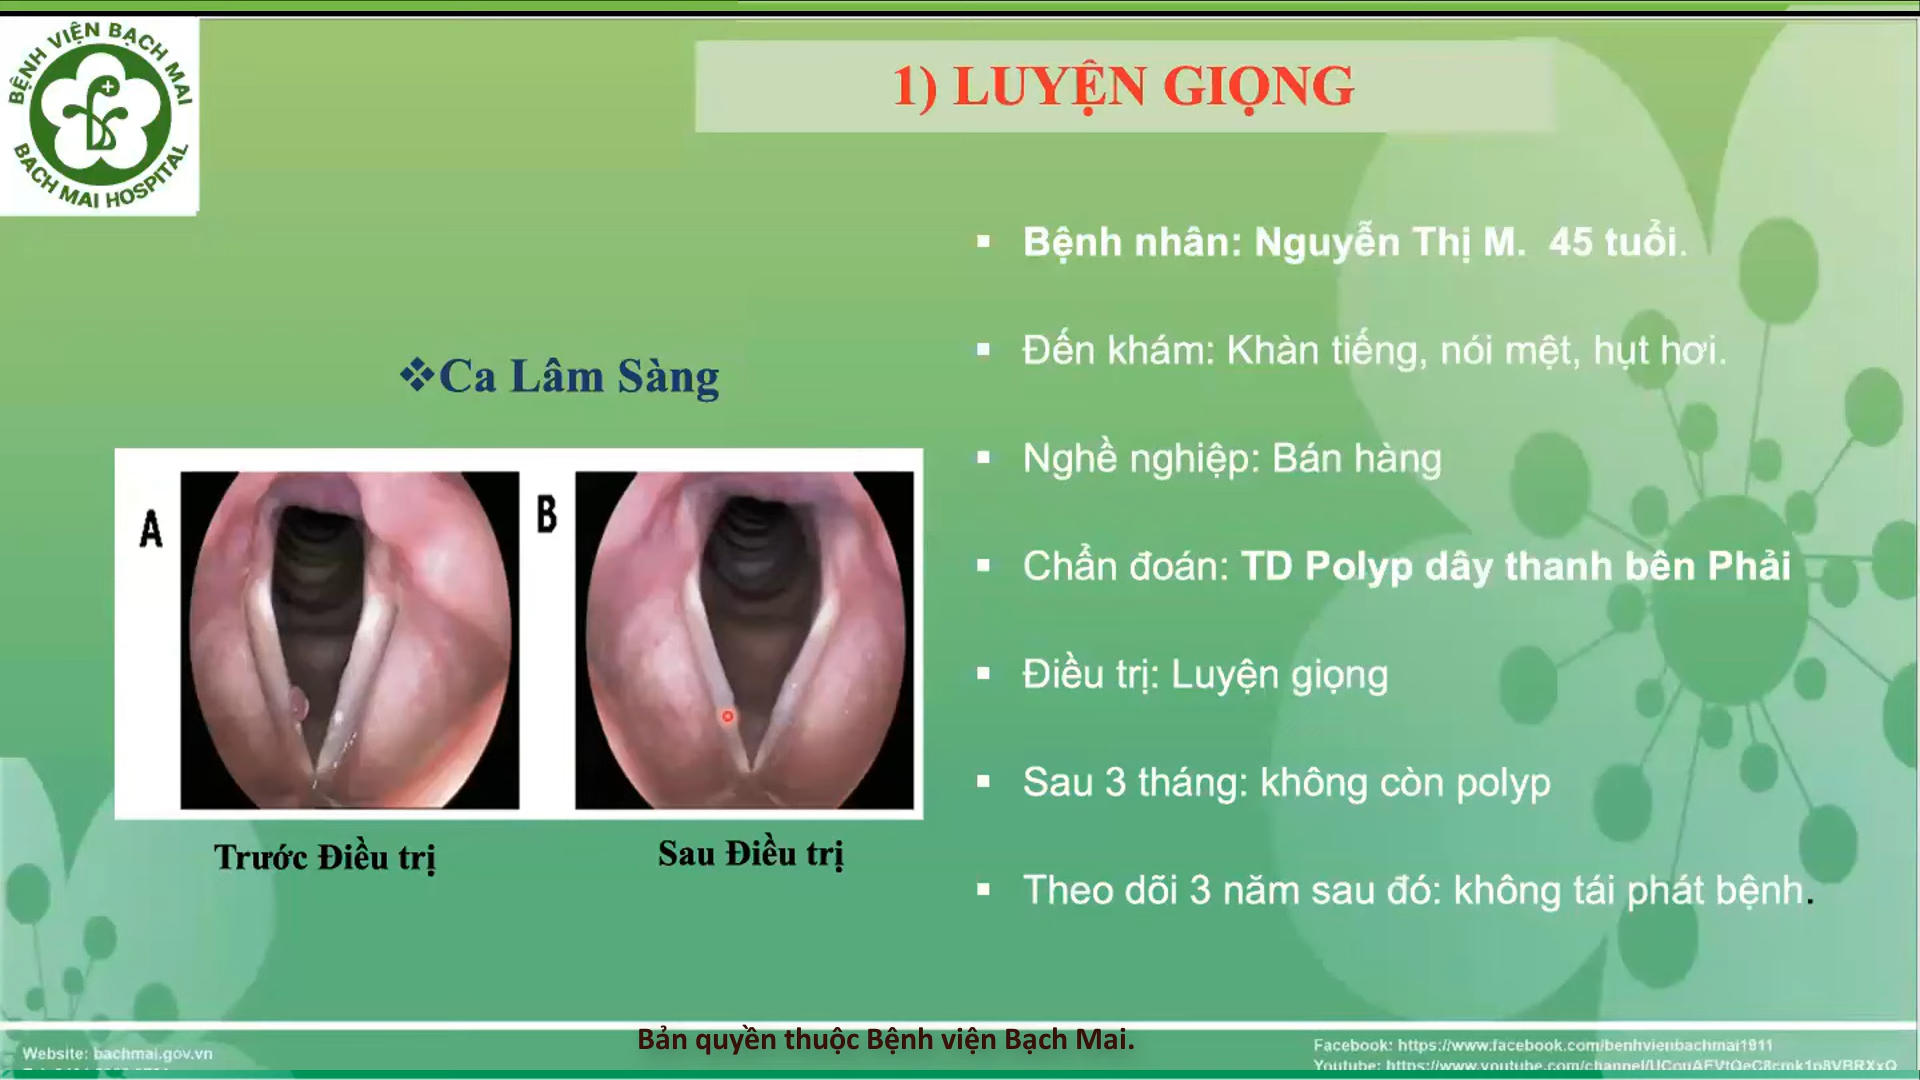 BỆNH VIỆN BẠCH MAI
BACH MAI HOSPITAL
1) LUYỆN GIỌNG
❖Ca Lâm Sàng
A
B
Trước Điều trị
Sau Điều trị
▪ Bệnh nhân: Nguyễn Thị M. 45 tuổi.
▪ Đến khám: Khàn tiếng, nói mệt, hụt hơi.
▪ Nghề nghiệp: Bán hàng
▪ Chẩn đoán: TD Polyp dây thanh bên Phải
▪ Điều trị: Luyện giọng
▪ Sau 3 tháng: không còn polyp
▪ Theo dõi 3 năm sau đó: không tái phát bệnh.
Bản quyền thuộc Bệnh viện Bạch Mai.
Website: bachmai.gov.vn
Facebook: https://www.facebook.com/benhvienbachmai1911
Youtube: